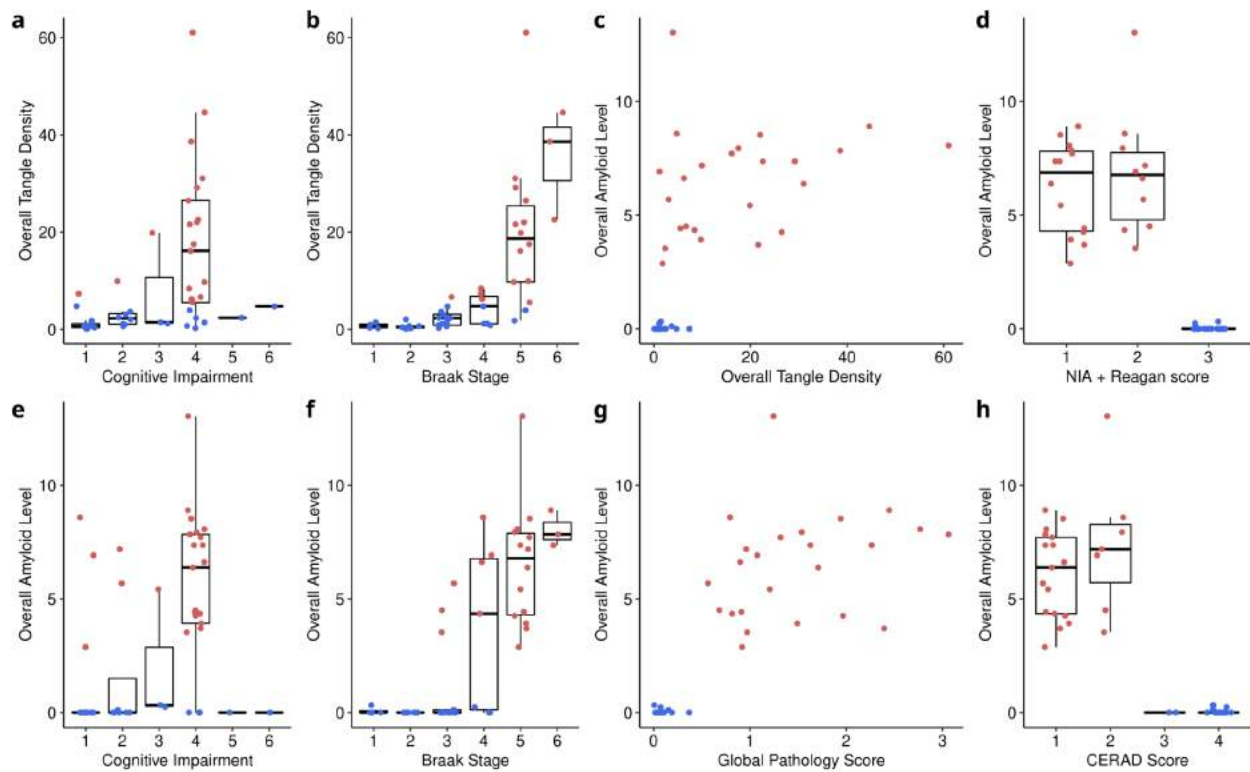 a
b
c
d
60
40
20
0
Overall Tangle Density
1 2 3 4 5 6
Cognitive Impairment
60
40
20
0
Overall Tangle Density
1 2 3 4 5 6
Braak Stage
10
5
0
Overall Amyloid Level
0 20 40 60
Overall Tangle Density
10
5
0
Overall Amyloid Level
1 2 3
NIA + Reagan score
e
f
g
h
10
5
0
Overall Amyloid Level
1 2 3 4 5 6
Cognitive Impairment
10
5
0
Overall Amyloid Level
1 2 3 4 5 6
Braak Stage
10
5
0
Overall Amyloid Level
0 1 2 3
Global Pathology Score
10
5
0
Overall Amyloid Level
1 2 3 4
CERAD Score